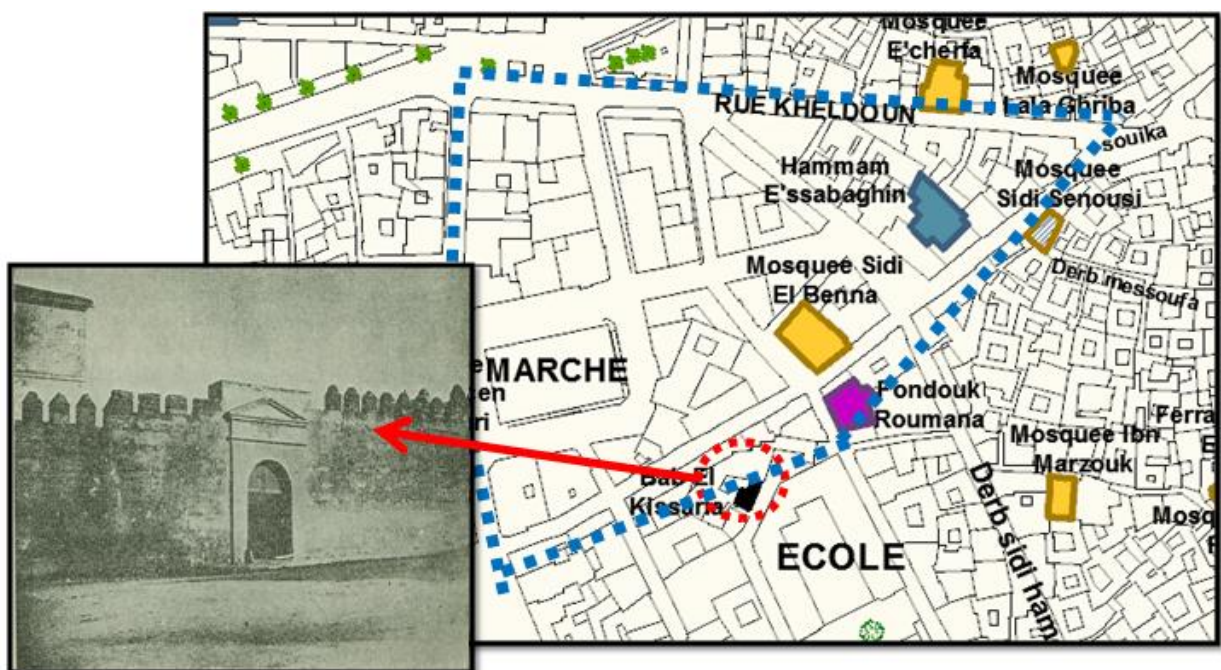 Mosquee
E'cherfa
Mosquee
Lala Ghriba
RUE KHELDOUN
souika
Hammam
E'ssabaghin
Mosquee
Sidi Senousi
Derb messoufa
Mosquee Sidi
El Benna
MARCHE
Fondouk
Roumana
Mosquee Ibn
Marzouk
Bab El
Kissaria
ECOLE
Derb sidi ham